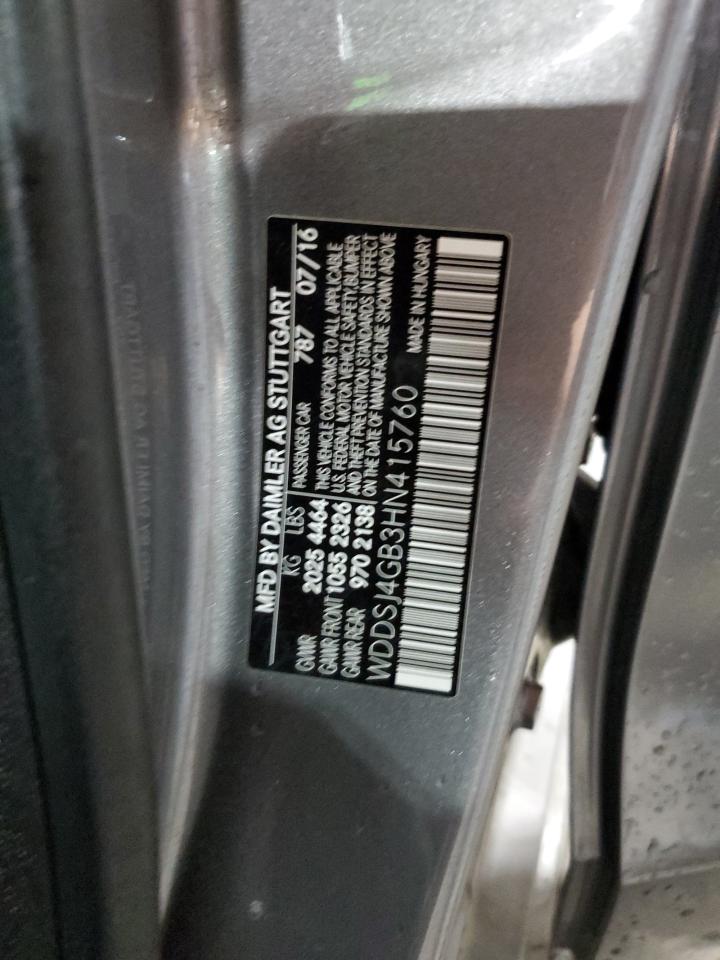 MFD BY DAIMLER AG STUTTGART
KG LBS PASSENGER CAR 787 07/16
GVWR 2025 4464 THIS VEHICLE CONFORMS TO ALL APPLICABLE
GAWR FRONT 1055 2326 U.S. FEDERAL MOTOR VEHICLE SAFETY, BUMPER
GAWR REAR 970 2138 AND THEFT PREVENTION STANDARDS IN EFFECT
ON THE DATE OF MANUFACTURE SHOWN ABOVE
WDDSJ4GB3HN415760 MADE IN HUNGARY